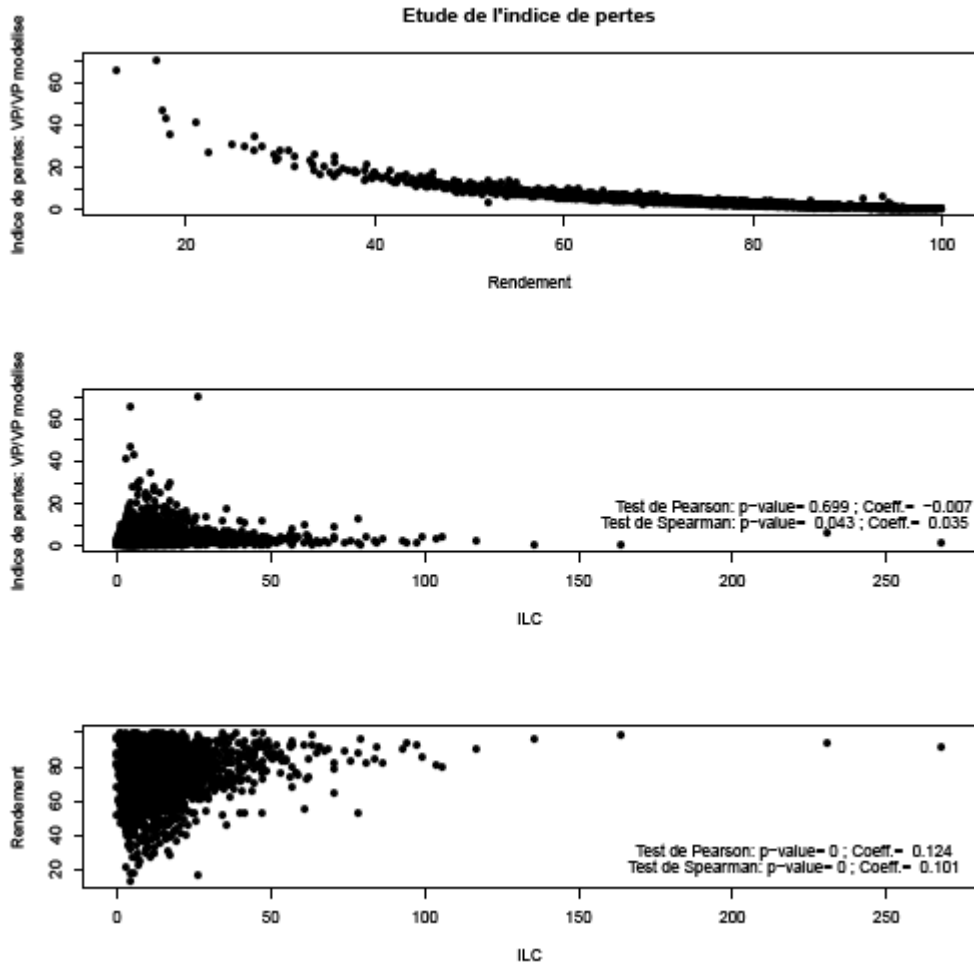 Etude de l'indice de pertes
Indice de pertes: VP/VP modelise
60
40
20
0
20
40
60
80
100
Rendement
Indice de pertes: VP/VP modelise
60
40
20
0
Test de Pearson: p-value= 0.699 ; Coeff.= -0.007
Test de Spearman: p-value= 0.043 ; Coeff.= 0.035
0
50
100
150
200
250
ILC
Rendement
80
60
40
20
Test de Pearson: p-value= 0 ; Coeff.= 0.124
Test de Spearman: p-value= 0 ; Coeff.= 0.101
0
50
100
150
200
250
ILC